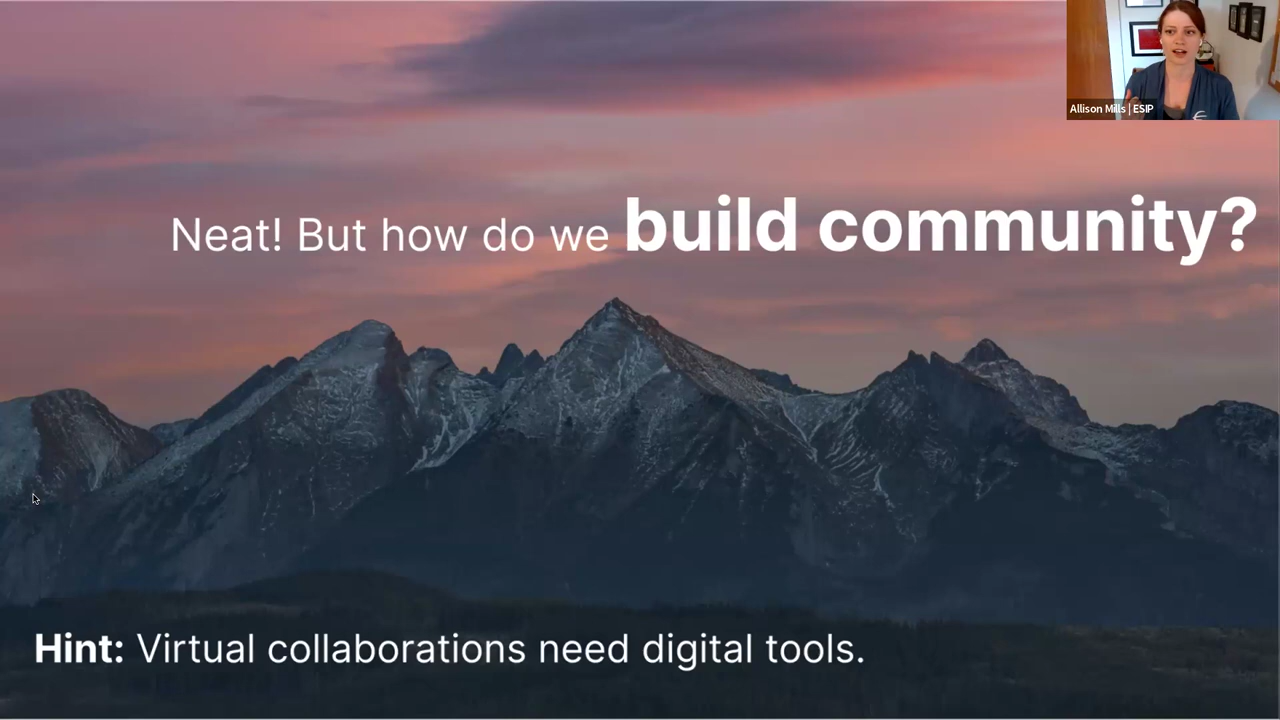 Allison Mills | ESIP
Neat! But how do we build community?
Hint: Virtual collaborations need digital tools.